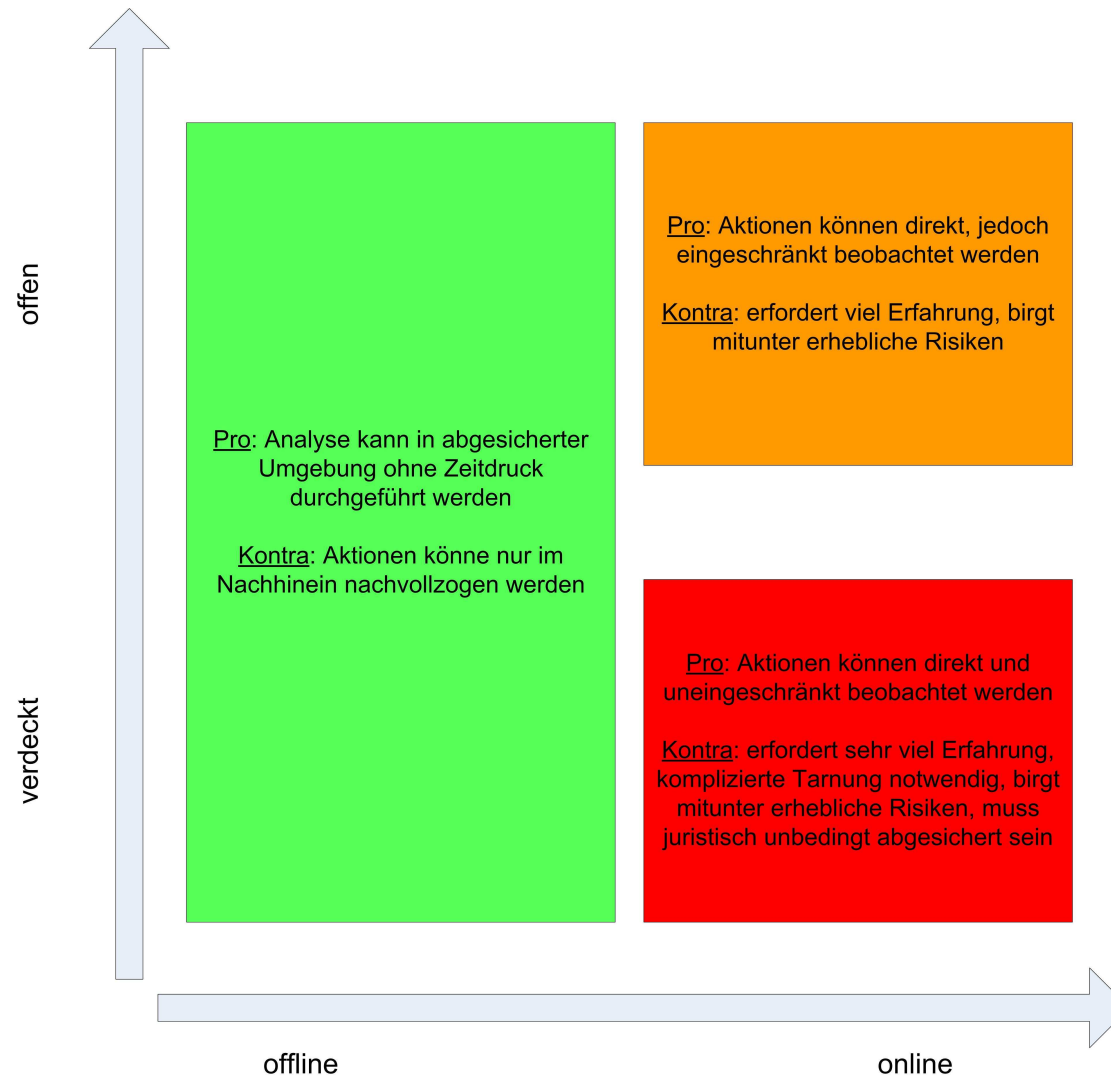 offen
verdeckt
Pro: Analyse kann in abgesicherter
Umgebung ohne Zeitdruck
durchgeführt werden
Kontra: Aktionen könne nur im
Nachhinein nachvollzogen werden
Pro: Aktionen können direkt, jedoch
eingeschränkt beobachtet werden
Kontra: erfordert viel Erfahrung, birgt
mitunter erhebliche Risiken
Pro: Aktionen können direkt und
uneingeschränkt beobachtet werden
Kontra: erfordert sehr viel Erfahrung,
komplizierte Tarnung notwendig, birgt
mitunter erhebliche Risiken, muss
juristisch unbedingt abgesichert sein
offline
online